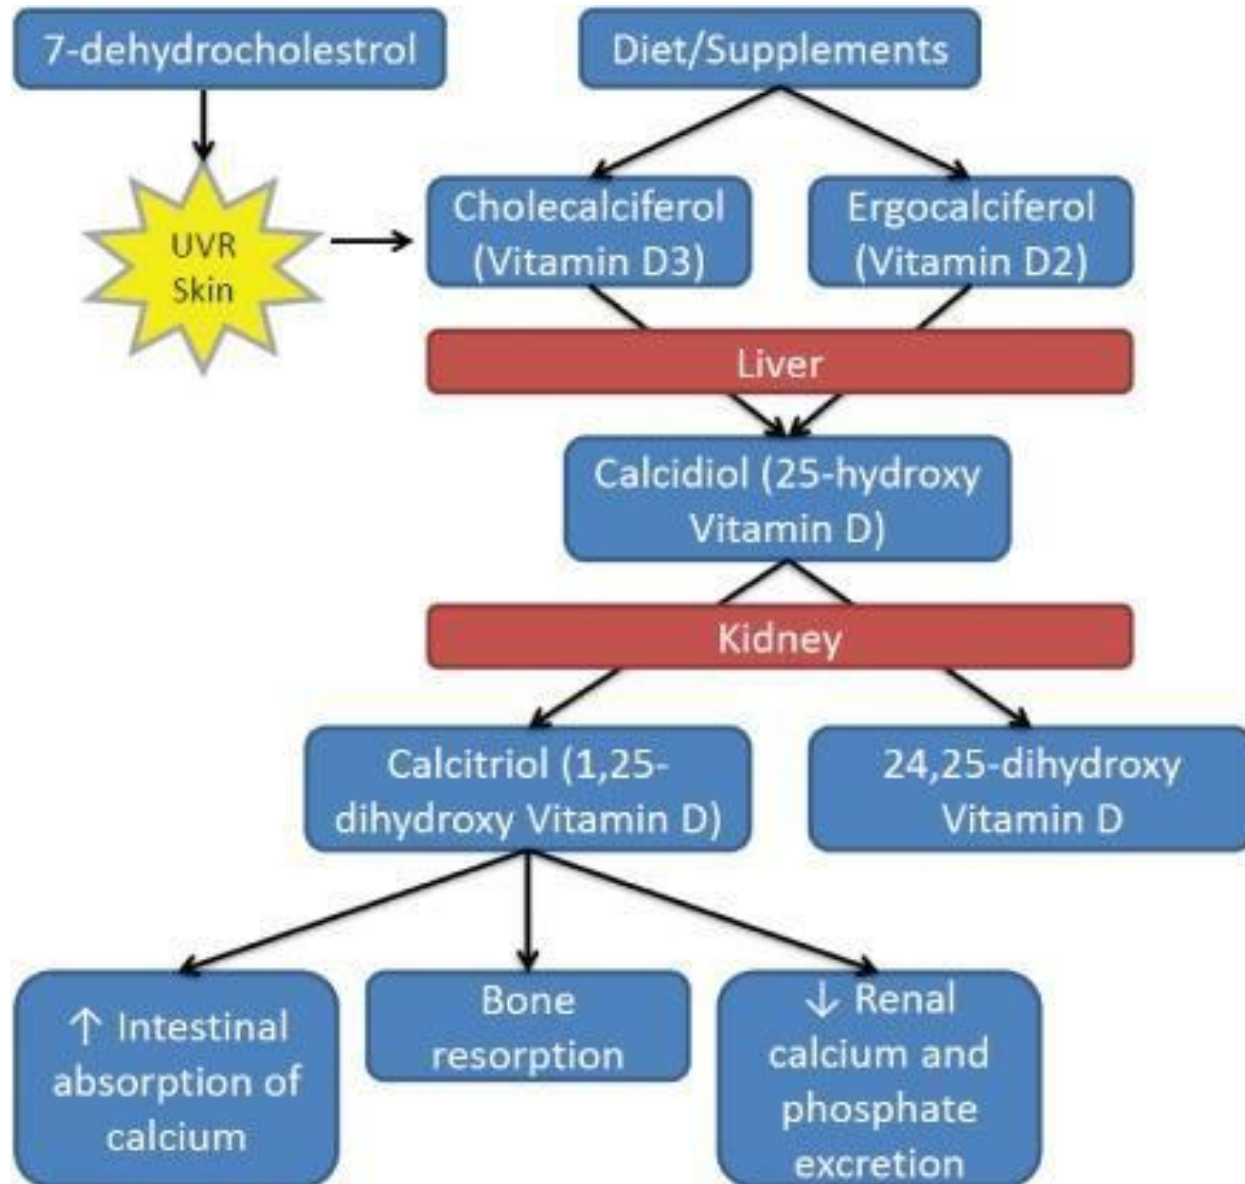 7-dehydrocholestrol
Diet/Supplements
UVR
Skin
Cholecalciferol
(Vitamin D3)
Ergocalciferol
(Vitamin D2)
Liver
Calcidiol (25-hydroxy
Vitamin D)
Kidney
Calcitriol (1,25-
dihydroxy Vitamin D)
24,25-dihydroxy
Vitamin D
↑ Intestinal
absorption of
calcium
Bone
resorption
↓ Renal
calcium and
phosphate
excretion